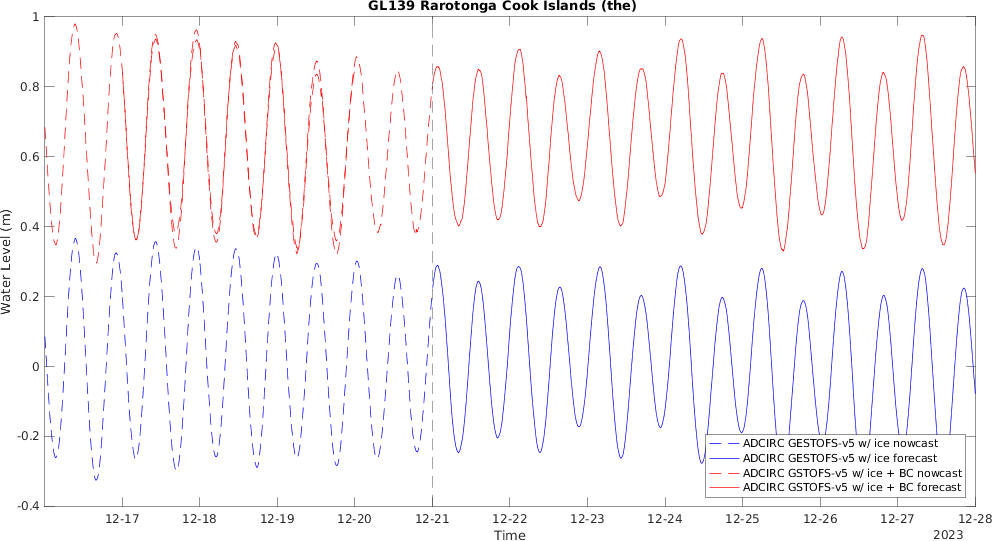 GL139 Rarotonga Cook Islands (the)
Water Level (m)
1
0.8
0.6
0.4
0.2
0
-0.2
-0.4
ADCIRC GESTOFS-v5 w/ ice nowcast
ADCIRC GESTOFS-v5 w/ ice forecast
ADCIRC GSTOFS-v5 w/ ice + BC nowcast
ADCIRC GSTOFS-v5 w/ ice + BC forecast
12-17 12-18 12-19 12-20 12-21 12-22 12-23 12-24 12-25 12-26 12-27 12-28
Time
2023